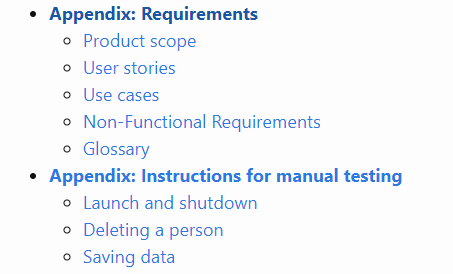 Appendix: Requirements
Product scope
User stories
Use cases
Non-Functional Requirements
Glossary
Appendix: Instructions for manual testing
Launch and shutdown
Deleting a person
Saving data